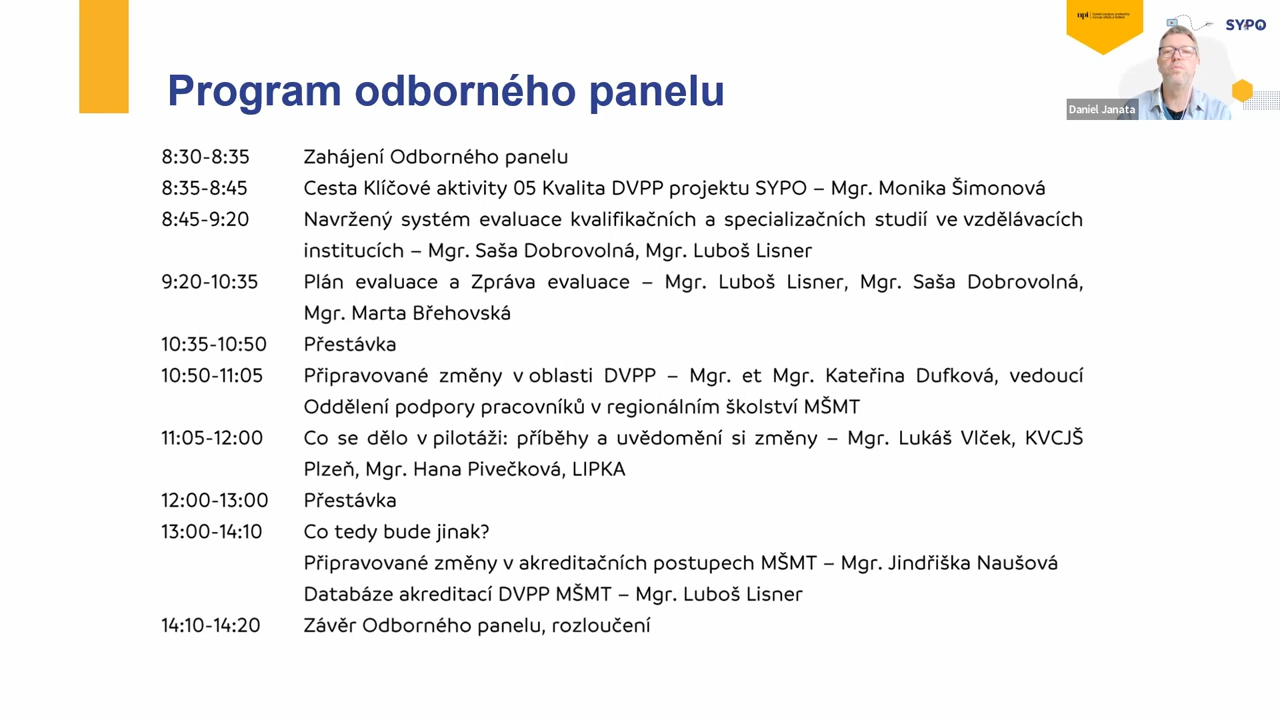 npi
SYPO
Daniel Janata
Program odborného panelu
8:30-8:35 Zahájení Odborného panelu
8:35-8:45 Cesta Klíčové aktivity 05 Kvalita DVPP projektu SYPO – Mgr. Monika Šimonová
8:45-9:20 Navržený systém evaluace kvalifikačních a specializačních studií ve vzdělávacích
institucích – Mgr. Saša Dobrovolná, Mgr. Luboš Lisner
9:20-10:35 Plán evaluace a Zpráva evaluace – Mgr. Luboš Lisner, Mgr. Saša Dobrovolná,
Mgr. Marta Břehovská
10:35-10:50 Přestávka
10:50-11:05 Připravované změny v oblasti DVPP – Mgr. et Mgr. Kateřina Dufková, vedoucí
Oddělení podpory pracovníků v regionálním školství MŠMT
11:05-12:00 Co se dělo v pilotáži: příběhy a uvědomění si změny – Mgr. Lukáš Vlček, KVCJŠ
Plzeň, Mgr. Hana Pivečková, LIPKA
12:00-13:00 Přestávka
13:00-14:10 Co tedy bude jinak?
Připravované změny v akreditačních postupech MŠMT – Mgr. Jindřiška Naušová
Databáze akreditací DVPP MŠMT – Mgr. Luboš Lisner
14:10-14:20 Závěr Odborného panelu, rozloučení